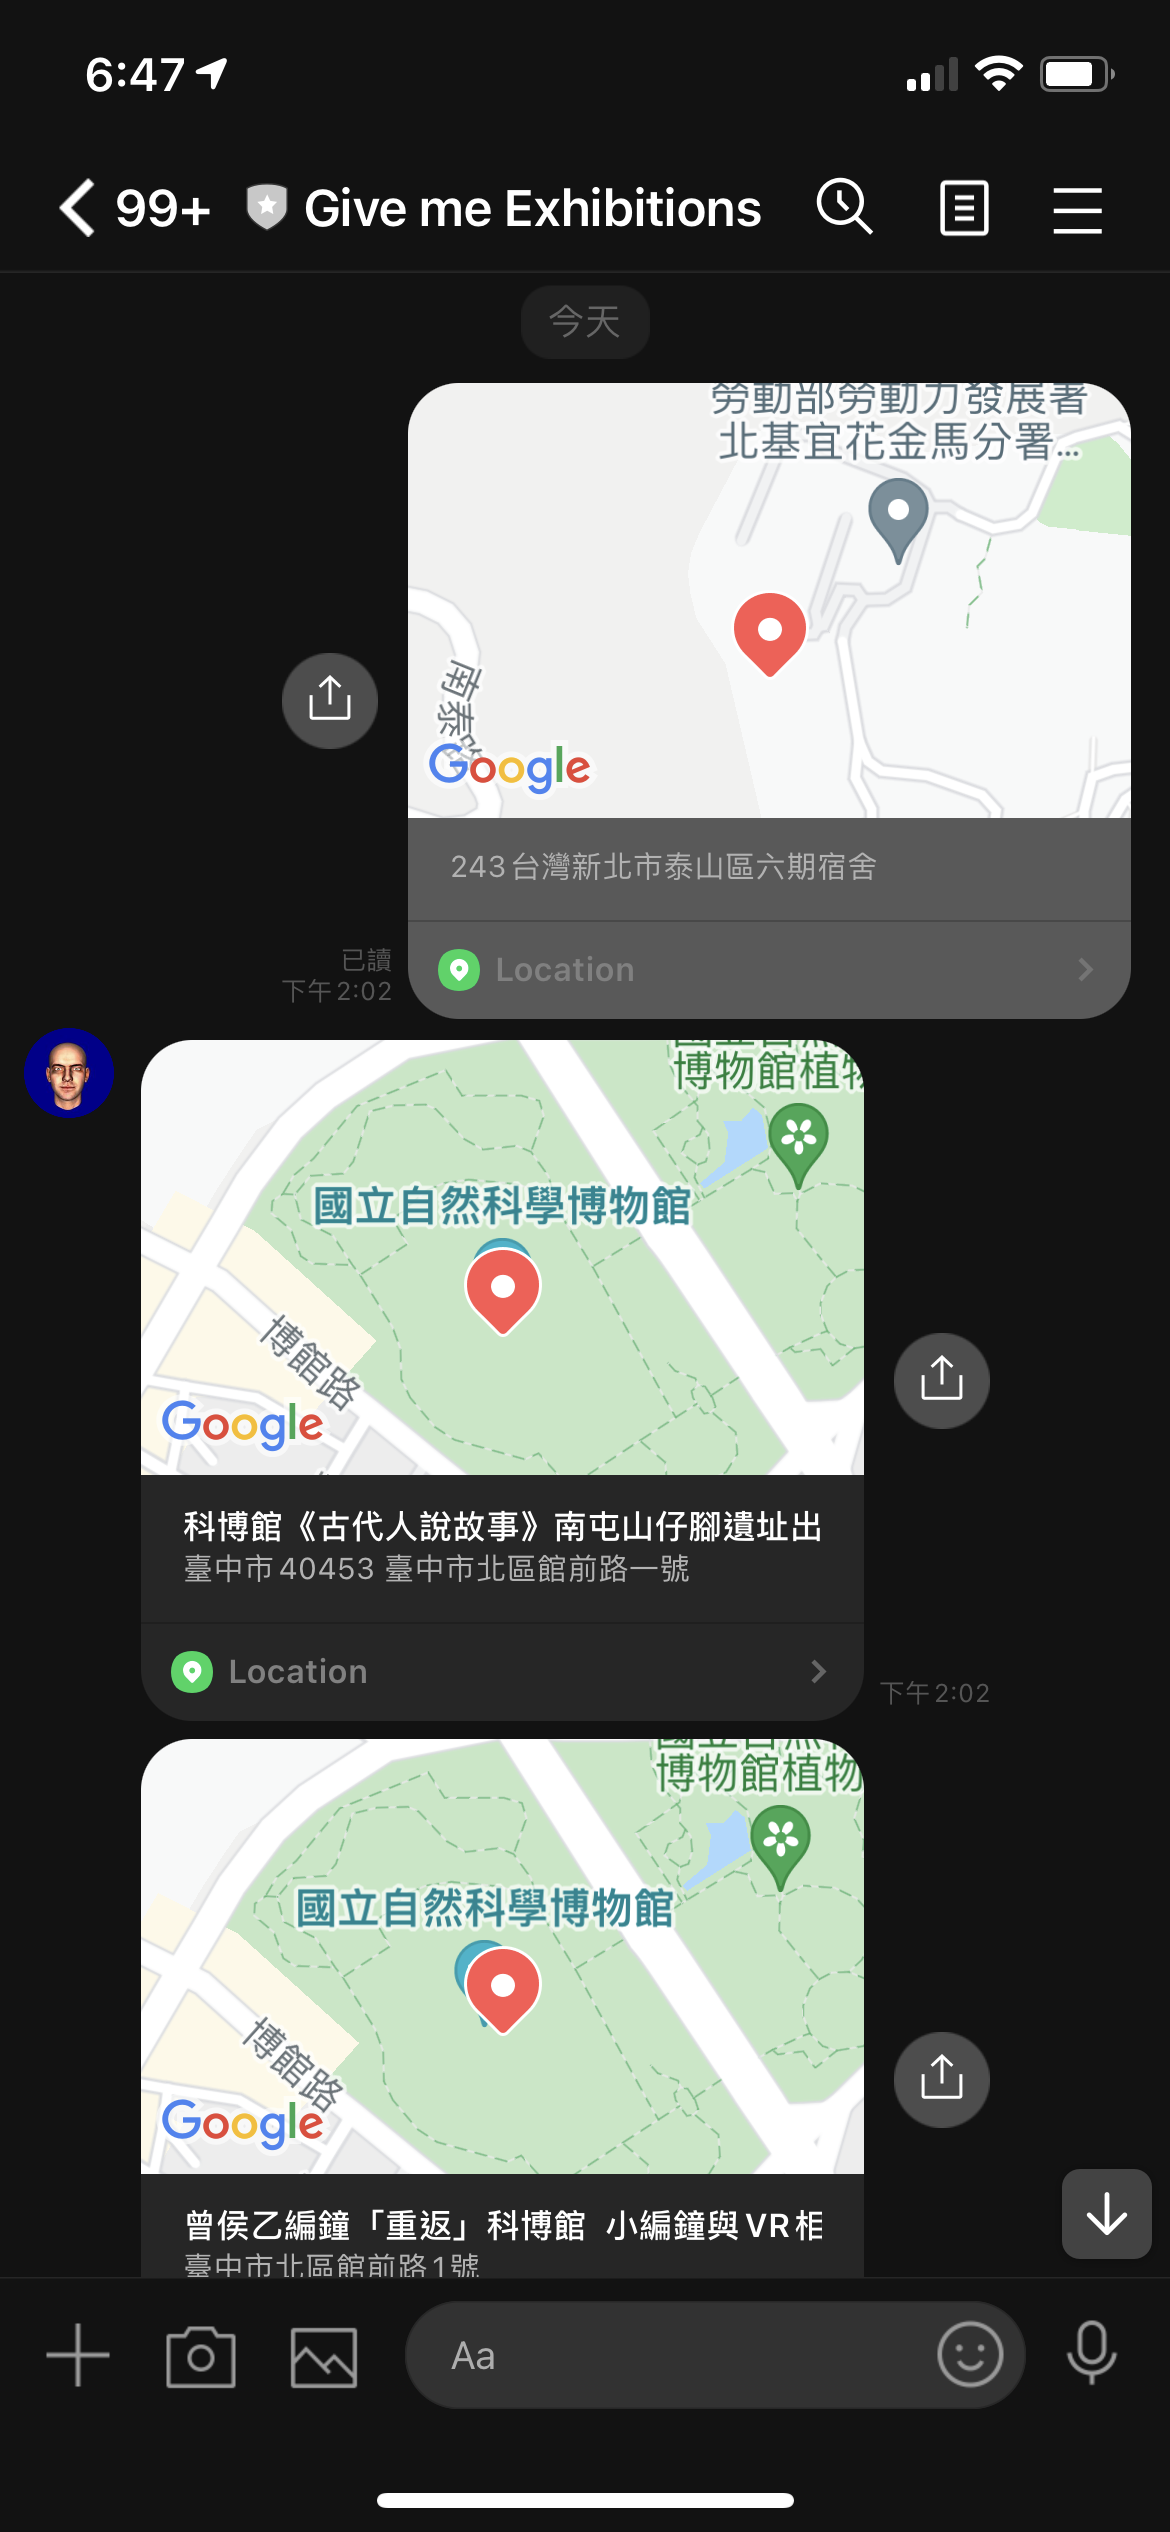 6:47
99+ Give me Exhibitions
今天
勞動部勞動力發展署
北基宜花金馬分署...
南泰路
Google
243台灣新北市泰山區六期宿舍
Location
已讀
下午2:02
博物館植物
國立自然科學博物館
博館路
Google
科博館《古代人說故事》南屯山仔腳遺址出
臺中市40453 臺中市北區館前路一號
Location
下午2:02
博物館植物
國立自然科學博物館
博館路
Google
曾侯乙編鐘「重返」科博館 小編鐘與VR相
臺中市北區館前路1號
Aa